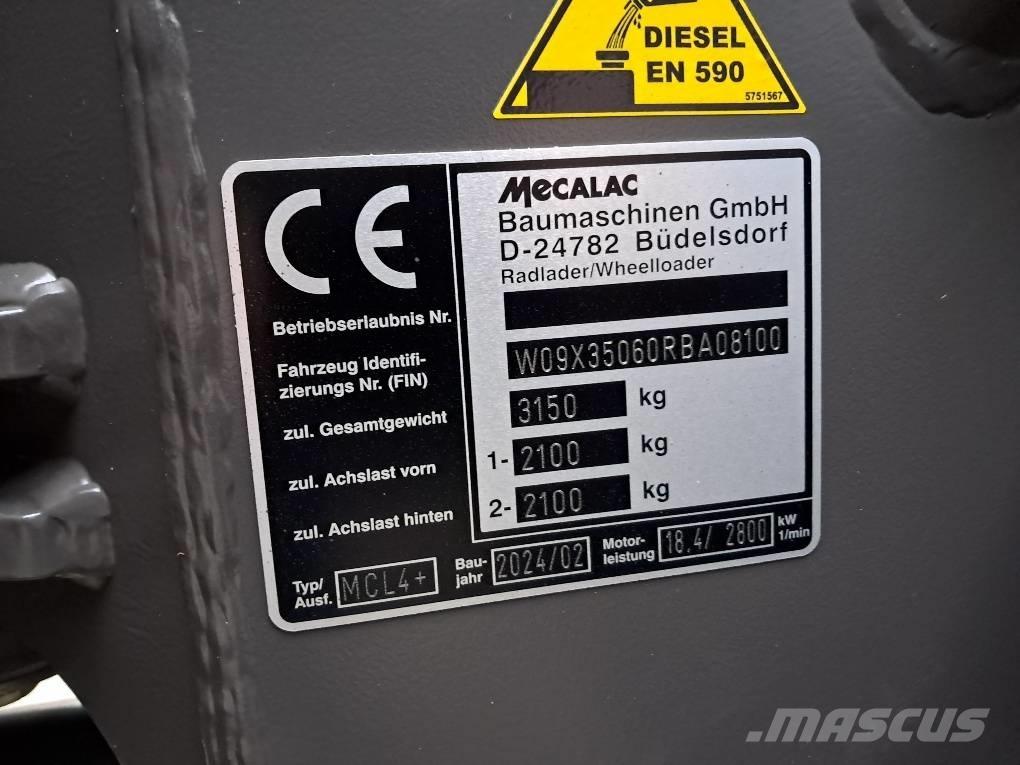 DIESEL
EN 590
5751567
CE
MECALAC
Baumaschinen GmbH
D-24782 Büdelsdorf
Radlader/Wheelloader
Betriebserlaubnis Nr.
Fahrzeug Identifi-
zierungs Nr. (FIN) W09X35060RBA08100
zul. Gesamtgewicht 3150 kg
zul. Achslast vorn 1- 2100 kg
zul. Achslast hinten 2- 2100 kg
Typ/
Ausf. MCL4+
Bau-
jahr 2024/02
Motor-
leistung 18.4/ 2800 kW
1/min
.MASCUS